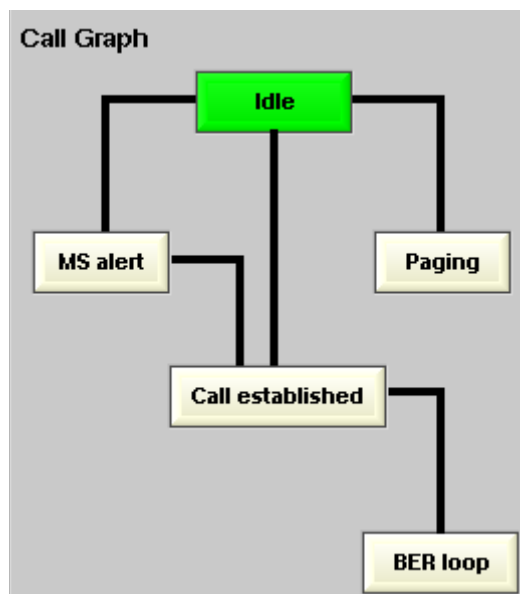 Call Graph
Idle
MS alert
Paging
Call established
BER loop